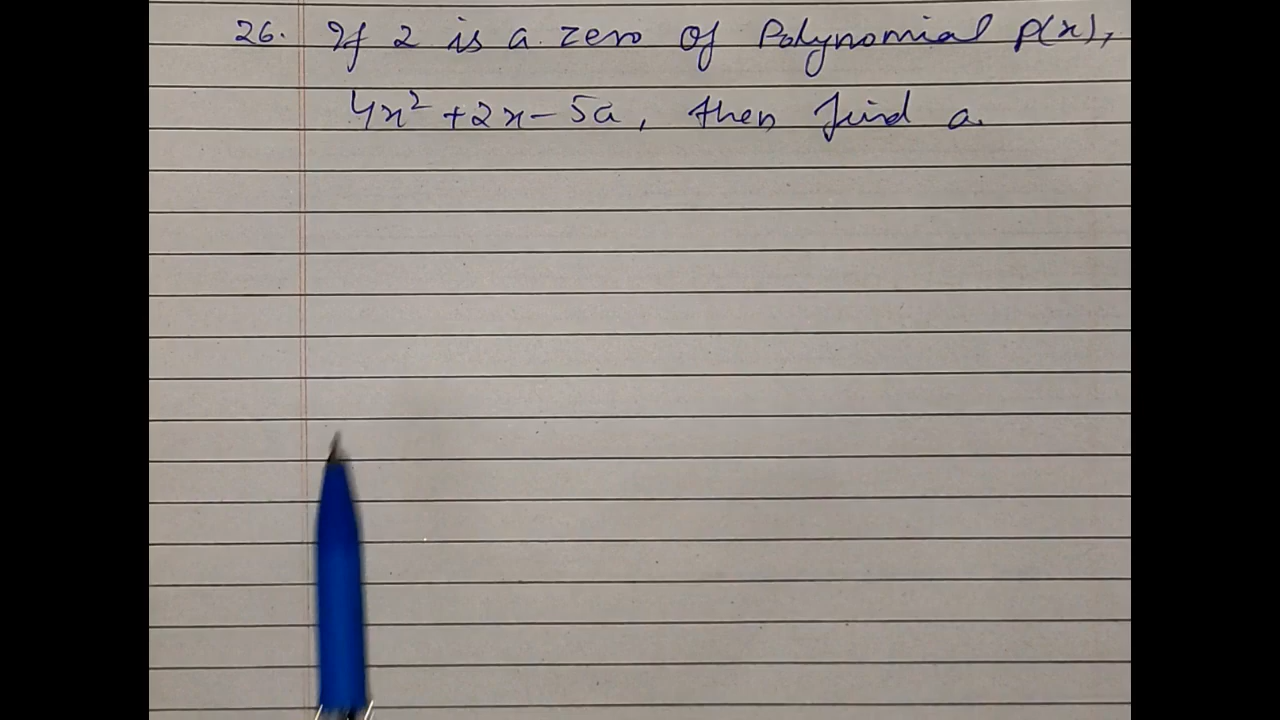 26. If 2 is a zero of Polynomial p(x),
4x² + 2x - 5a, then find a.